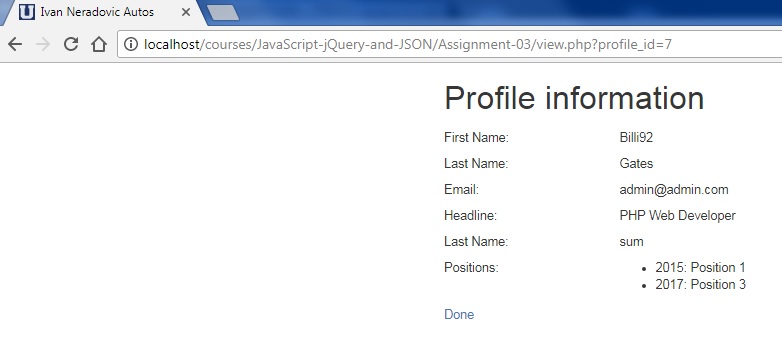 Ivan Neradovic Autos
localhost/courses/JavaScript-jQuery-and-JSON/Assignment-03/view.php?profile_id=7
Profile information
First Name: Billi92
Last Name: Gates
Email: admin@admin.com
Headline: PHP Web Developer
Last Name: sum
Positions: • 2015: Position 1
• 2017: Position 3
Done